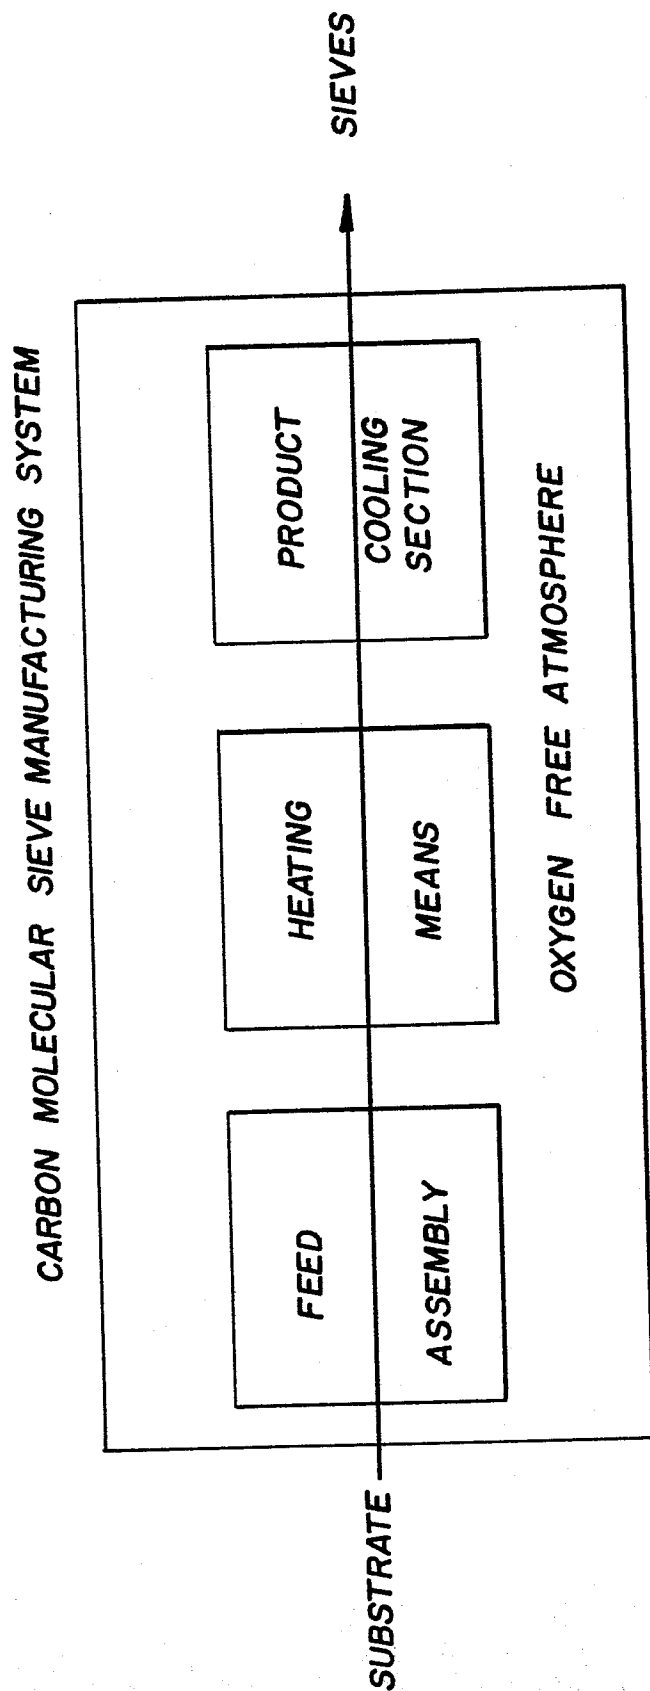 CARBON MOLECULAR SIEVE MANUFACTURING SYSTEM
SUBSTRATE
FEED
ASSEMBLY
HEATING
MEANS
PRODUCT
COOLING
SECTION
SIEVES
OXYGEN FREE ATMOSPHERE